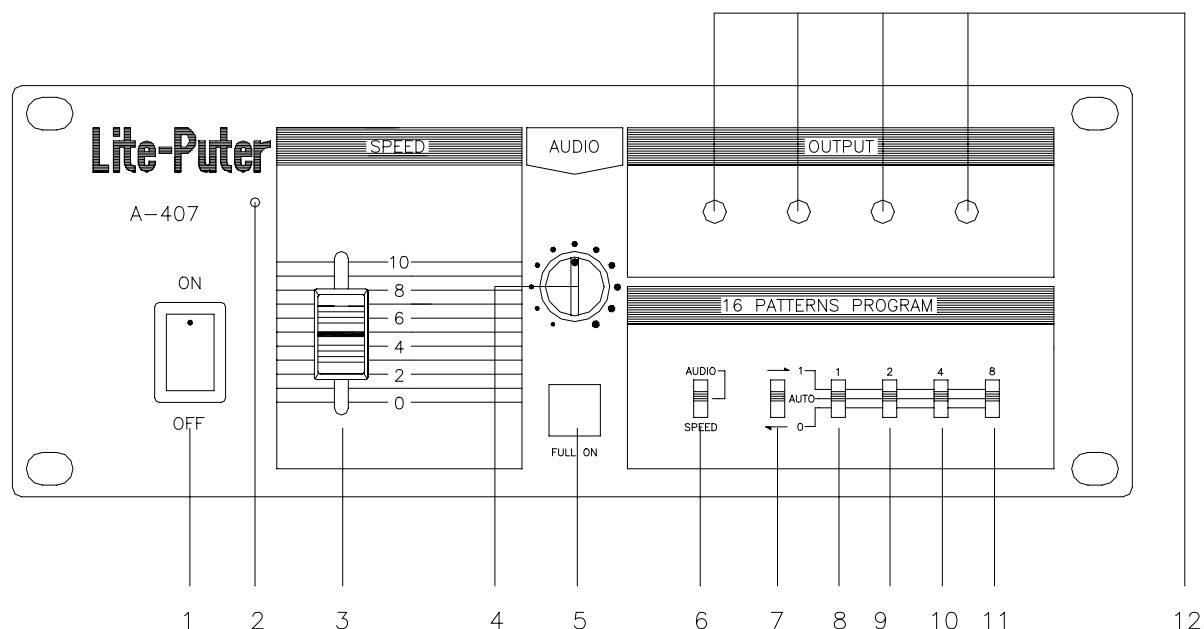 Lite-Puter
SPEED
AUDIO
OUTPUT
A-407
ON
OFF
10
8
6
4
2
0
FULL ON
16 PATTERNS PROGRAM
AUDIO
SPEED
1
AUTO
0
1 2 4 8
1 2 3 4 5 6 7 8 9 10 11 12